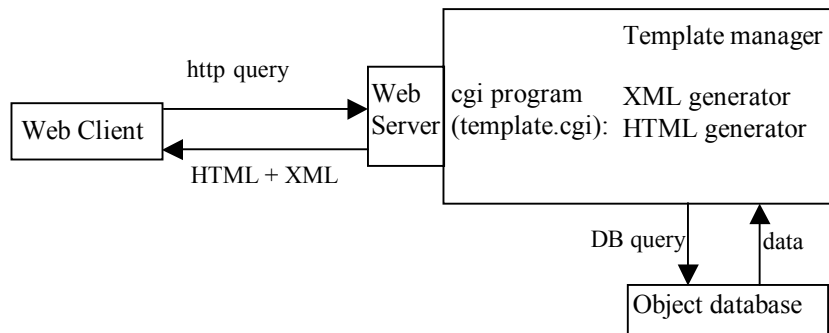 Template manager
http query
Web
Server
cgi program
(template.cgi):
XML generator
HTML generator
Web Client
HTML + XML
DB query
data
Object database